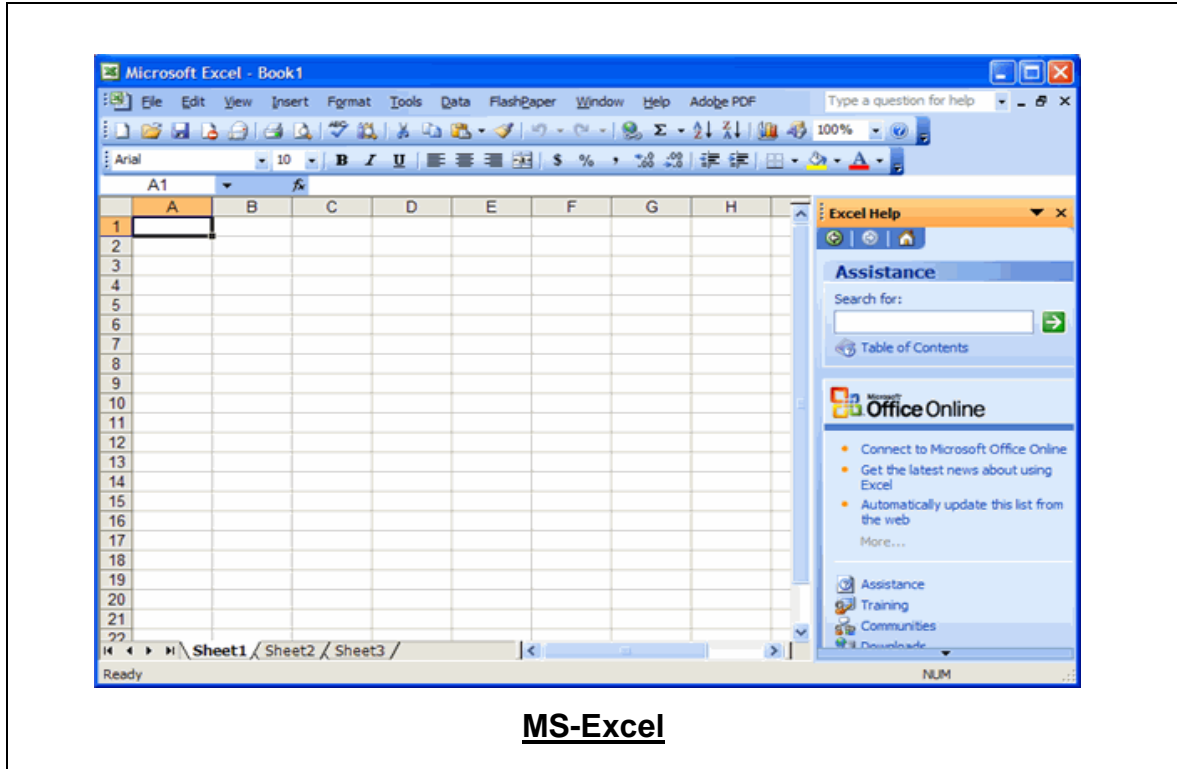 Microsoft Excel - Book1
File Edit View Insert Format Tools Data FlashPaper Window Help Adobe PDF Type a question for help
100%
Arial 10 B I U $ % ,
A1 fx
A B C D E F G H
1
2
3
4
5
6
7
8
9
10
11
12
13
14
15
16
17
18
19
20
21
22
Sheet1 Sheet2 Sheet3
Ready NUM
Excel Help
Assistance
Search for:
Table of Contents
Microsoft
Office Online
Connect to Microsoft Office Online
Get the latest news about using
Excel
Automatically update this list from
the web
More...
Assistance
Training
Communities
Downloads
MS-Excel